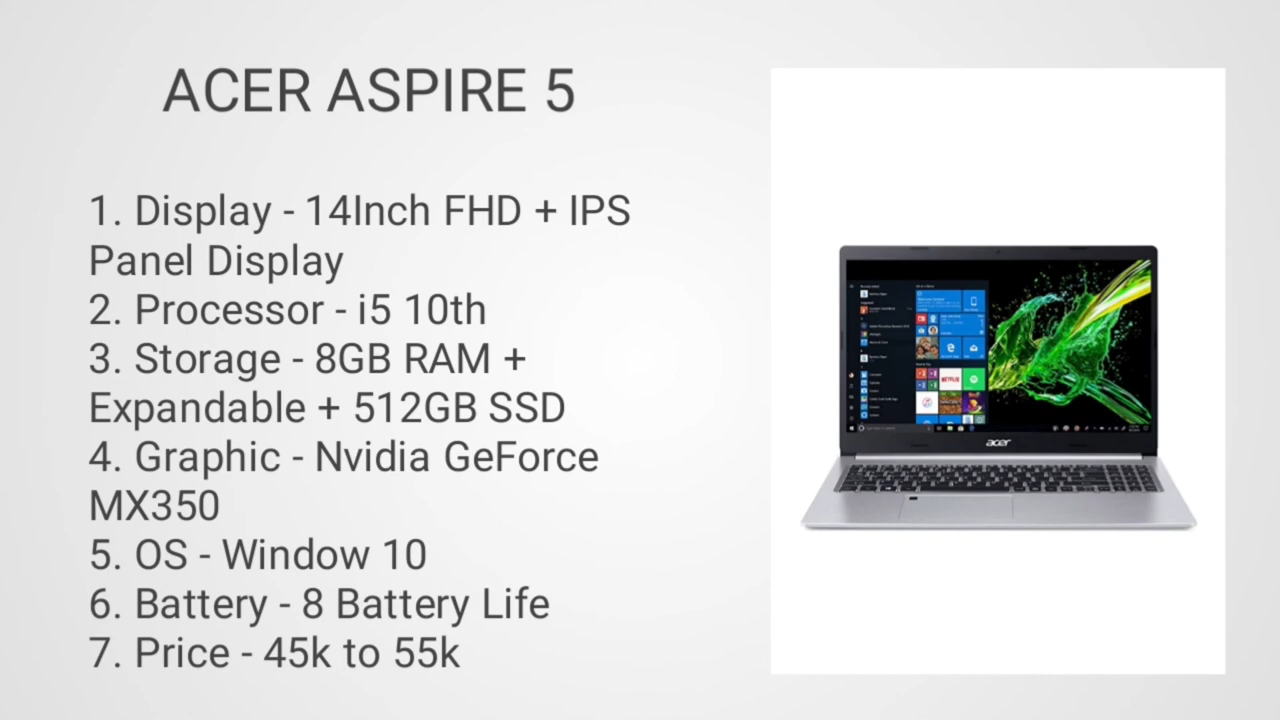 ACER ASPIRE 5
1. Display - 14Inch FHD + IPS
Panel Display
2. Processor - i5 10th
3. Storage - 8GB RAM +
Expandable + 512GB SSD
4. Graphic - Nvidia GeForce
MX350
5. OS - Window 10
6. Battery - 8 Battery Life
7. Price - 45k to 55k
NETFLIX
acer